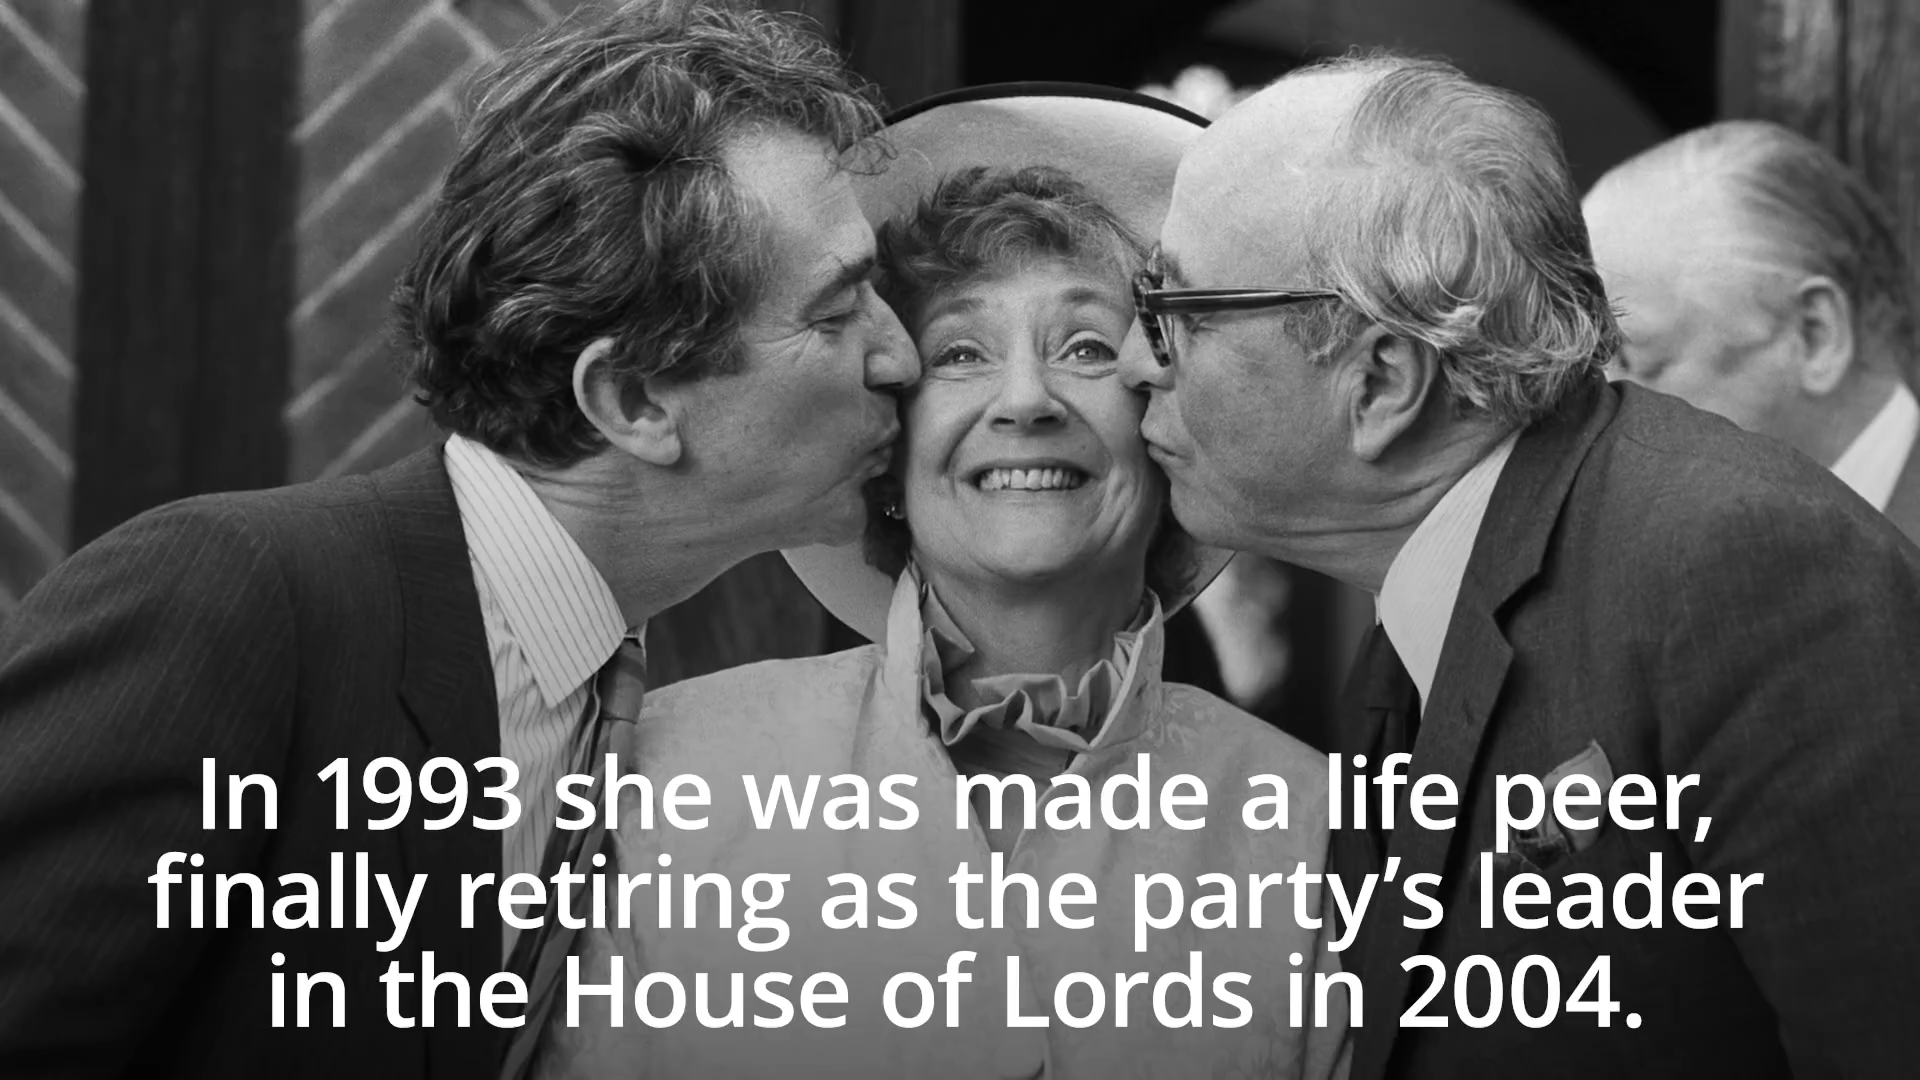 In 1993 she was made a life peer,
finally retiring as the party’s leader
in the House of Lords in 2004.